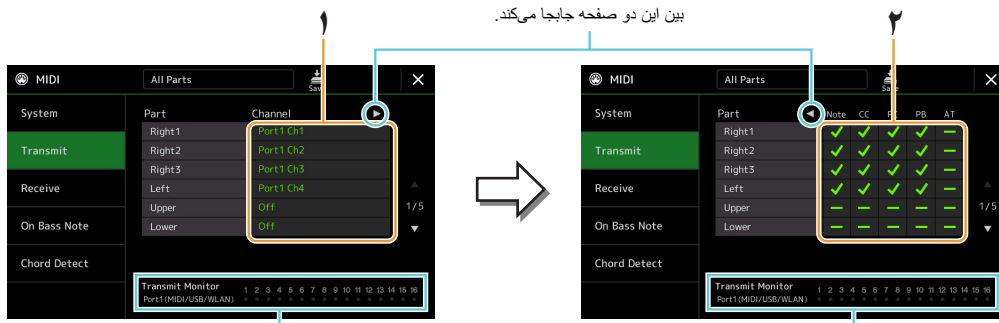 بین این دو صفحه جابجا می‌کند.
۱
۲
MIDI
All Parts
Save
System
Transmit
Receive
On Bass Note
Chord Detect
Part Channel
Right1 Port1 Ch1
Right2 Port1 Ch2
Right3 Port1 Ch3
Left Port1 Ch4
Upper Off
Lower Off
1/5
Transmit Monitor 1 2 3 4 5 6 7 8 9 10 11 12 13 14 15 16
Port1(MIDI/USB/WLAN)
MIDI
All Parts
Save
System
Transmit
Receive
On Bass Note
Chord Detect
Part Note CC PC PB AT
Right1
Right2
Right3
Left
Upper
Lower
1/5
Transmit Monitor 1 2 3 4 5 6 7 8 9 10 11 12 13 14 15 16
Port1(MIDI/USB/WLAN)